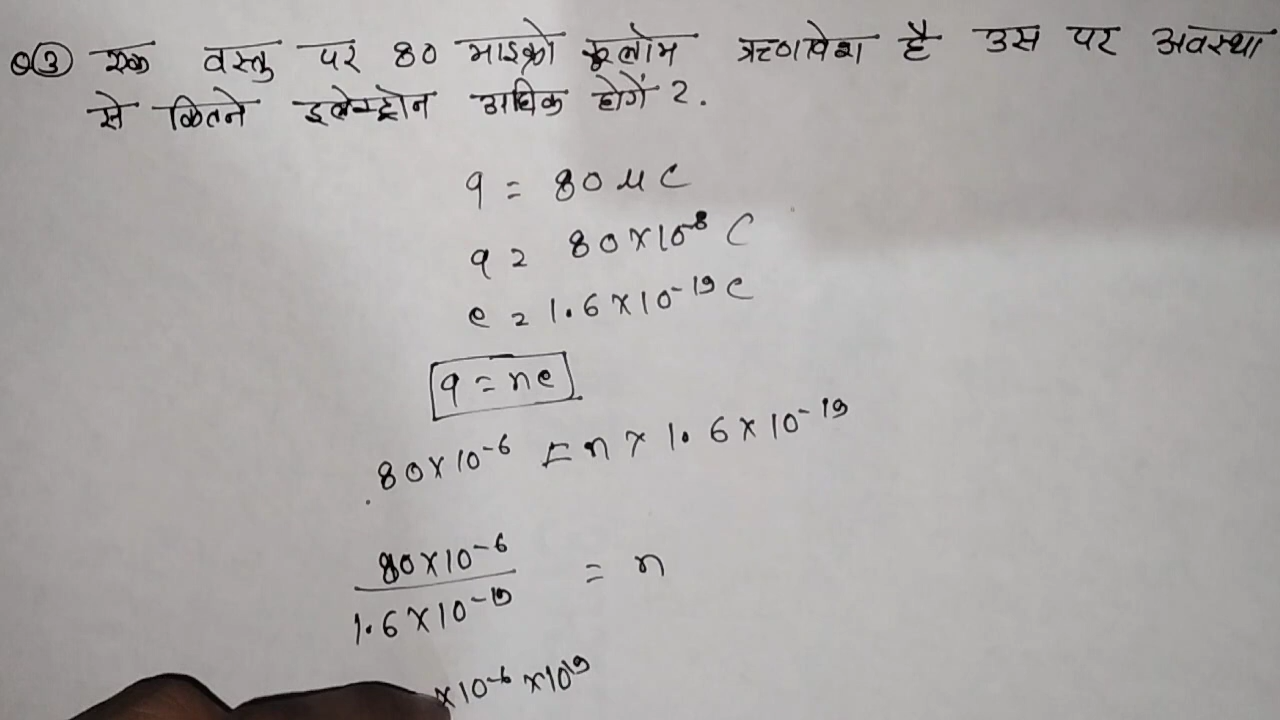 Q③ एक वस्तु पर 80 माइक्रो कूलोम ऋणावेश है उस पर अवस्था
से कितने इलेक्ट्रोन अधिक होगें ?.
q = 80 μC
q = 80×10⁻⁸ C
e = 1.6×10⁻¹⁹ C
q = ne
80×10⁻⁶ = n × 1.6×10⁻¹⁹
80×10⁻⁶ / 1.6×10⁻¹⁹ = n
×10⁻⁶ ×10¹⁹